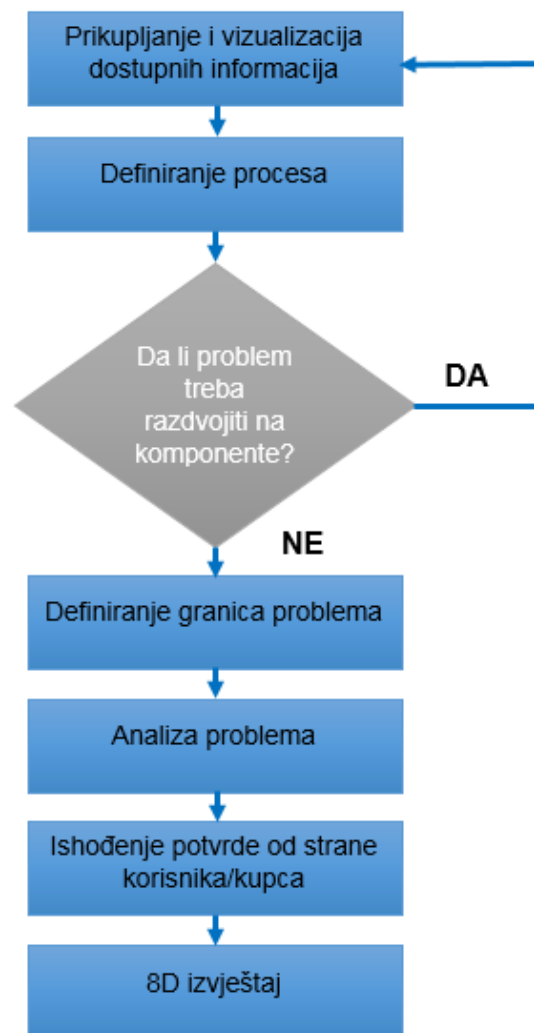 Prikupljanje i vizualizacija
dostupnih informacija
Definiranje procesa
Da li problem
treba
razdvojiti na
komponente?
DA
NE
Definiranje granica problema
Analiza problema
Ishođenje potvrde od strane
korisnika/kupca
8D izvještaj